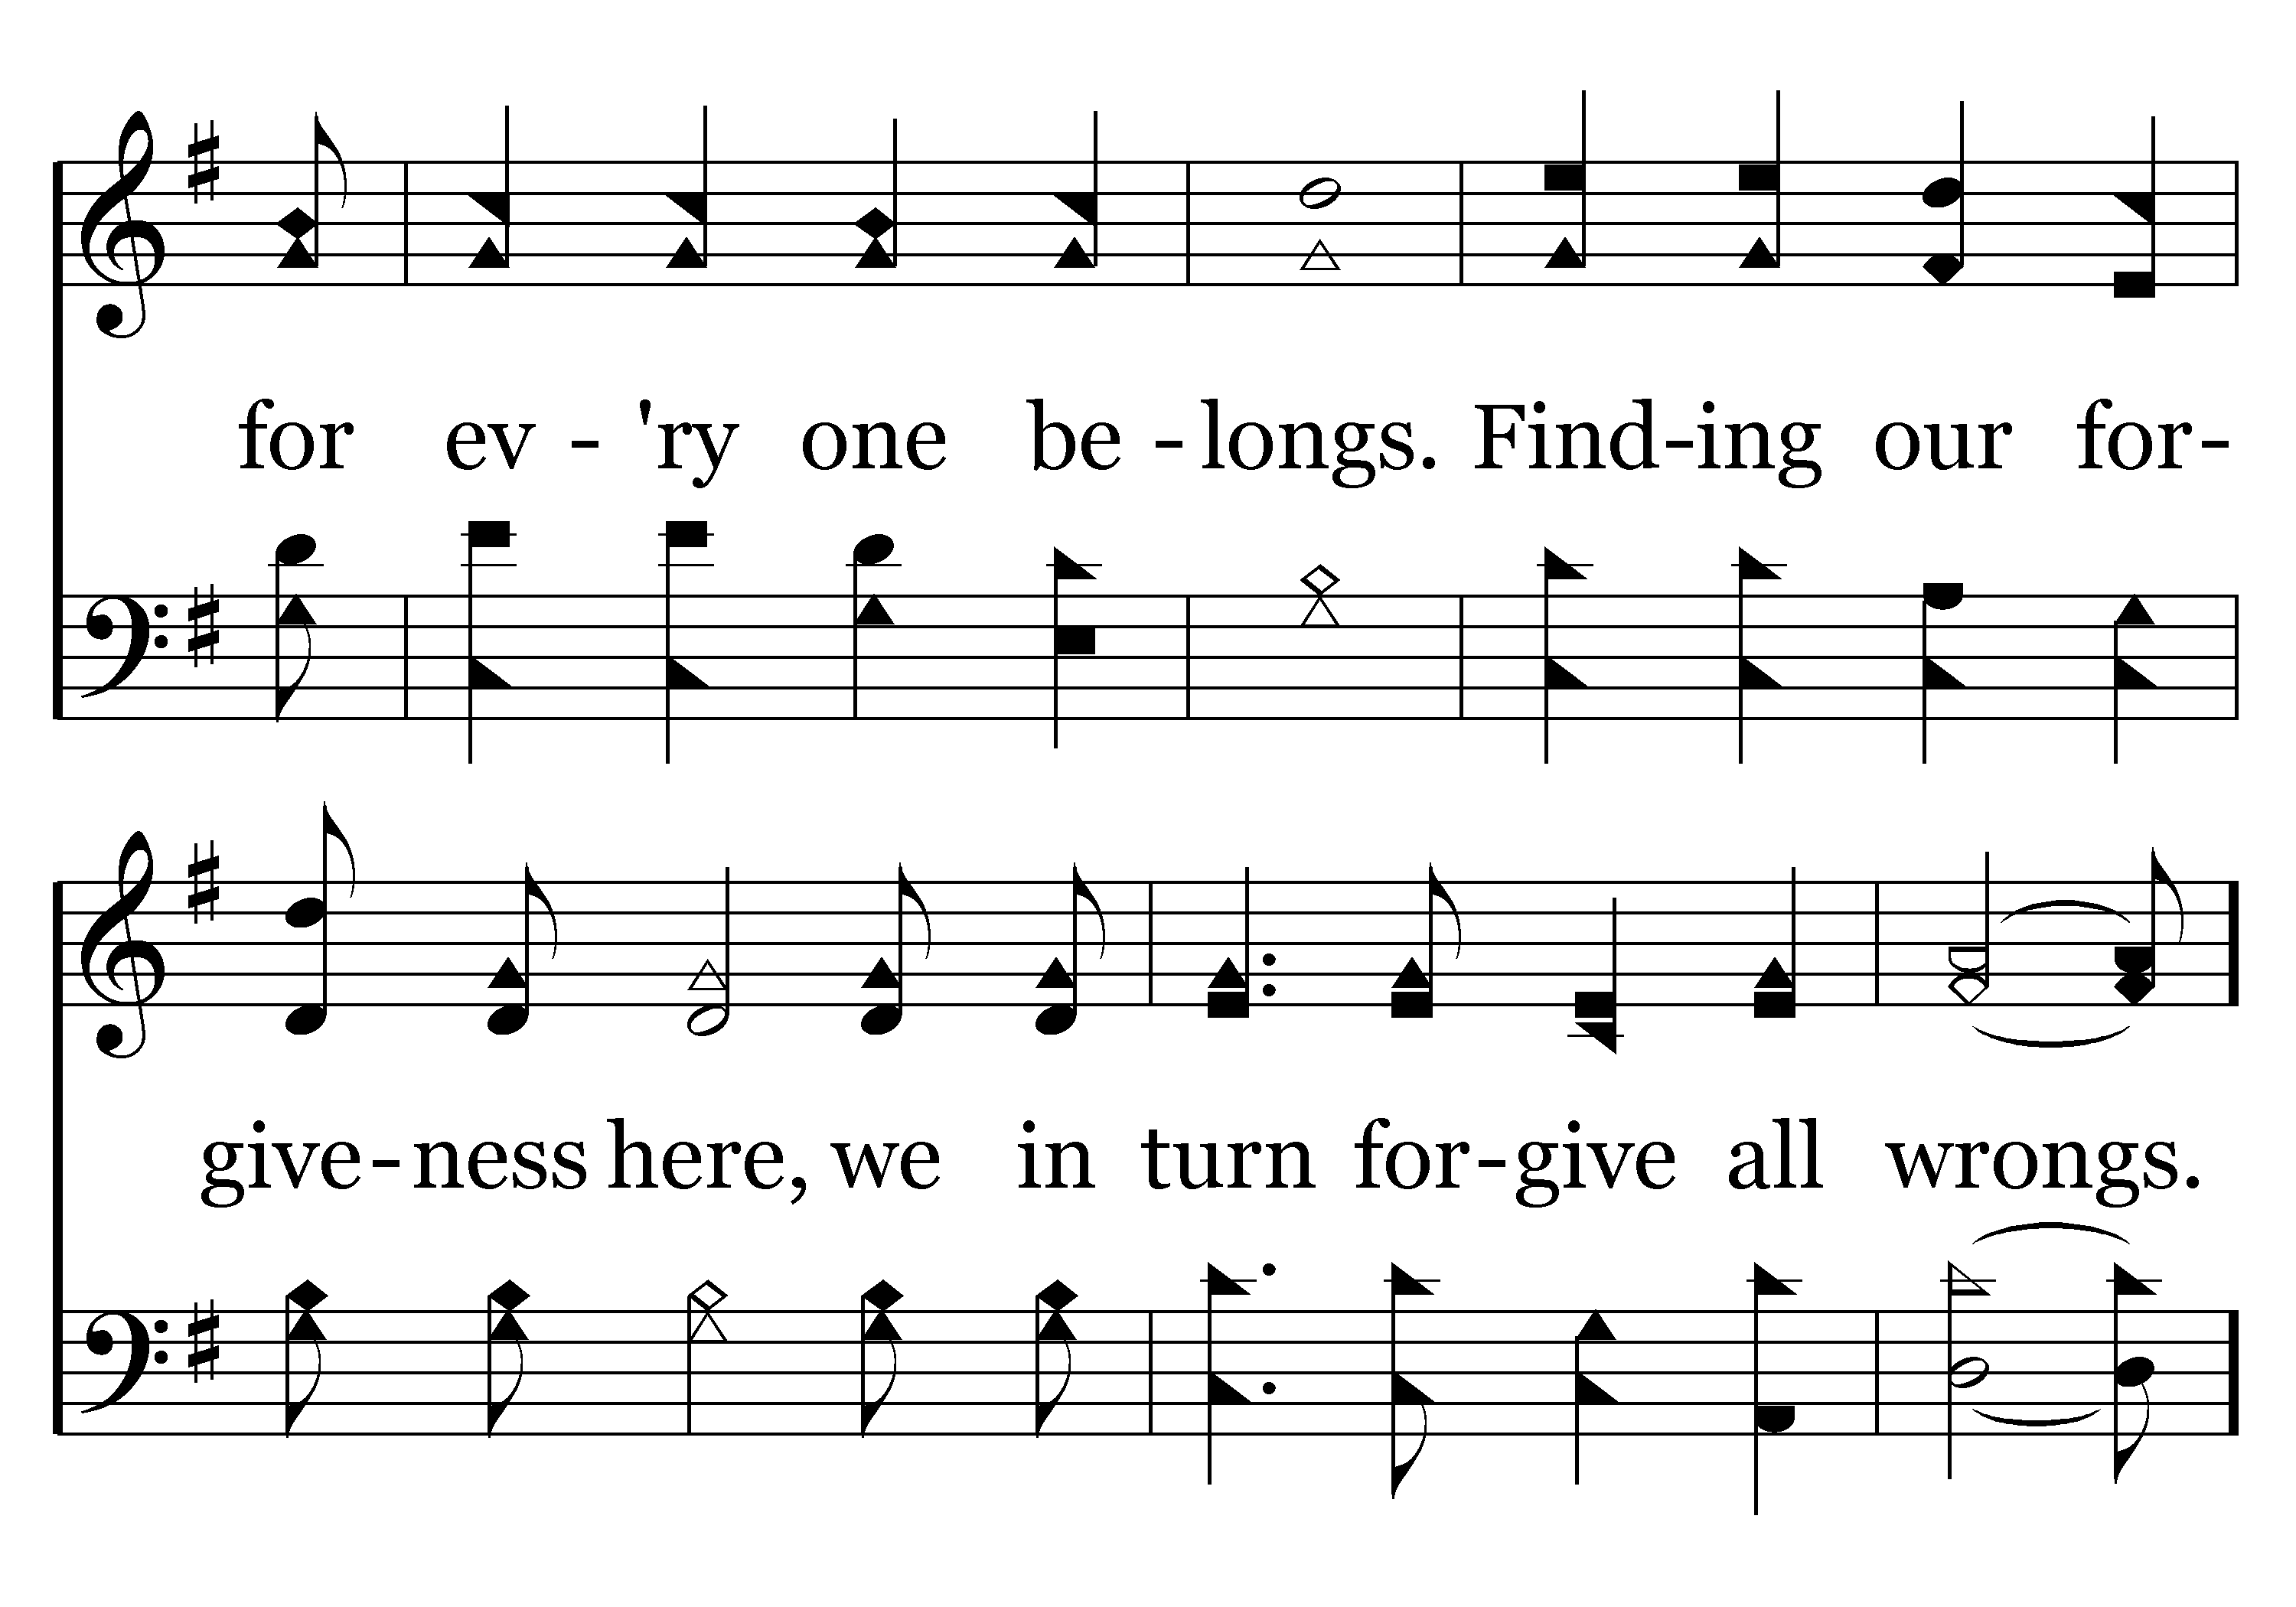 for ev - 'ry one be - longs. Find-ing our for-
give-ness here, we in turn for-give all wrongs.